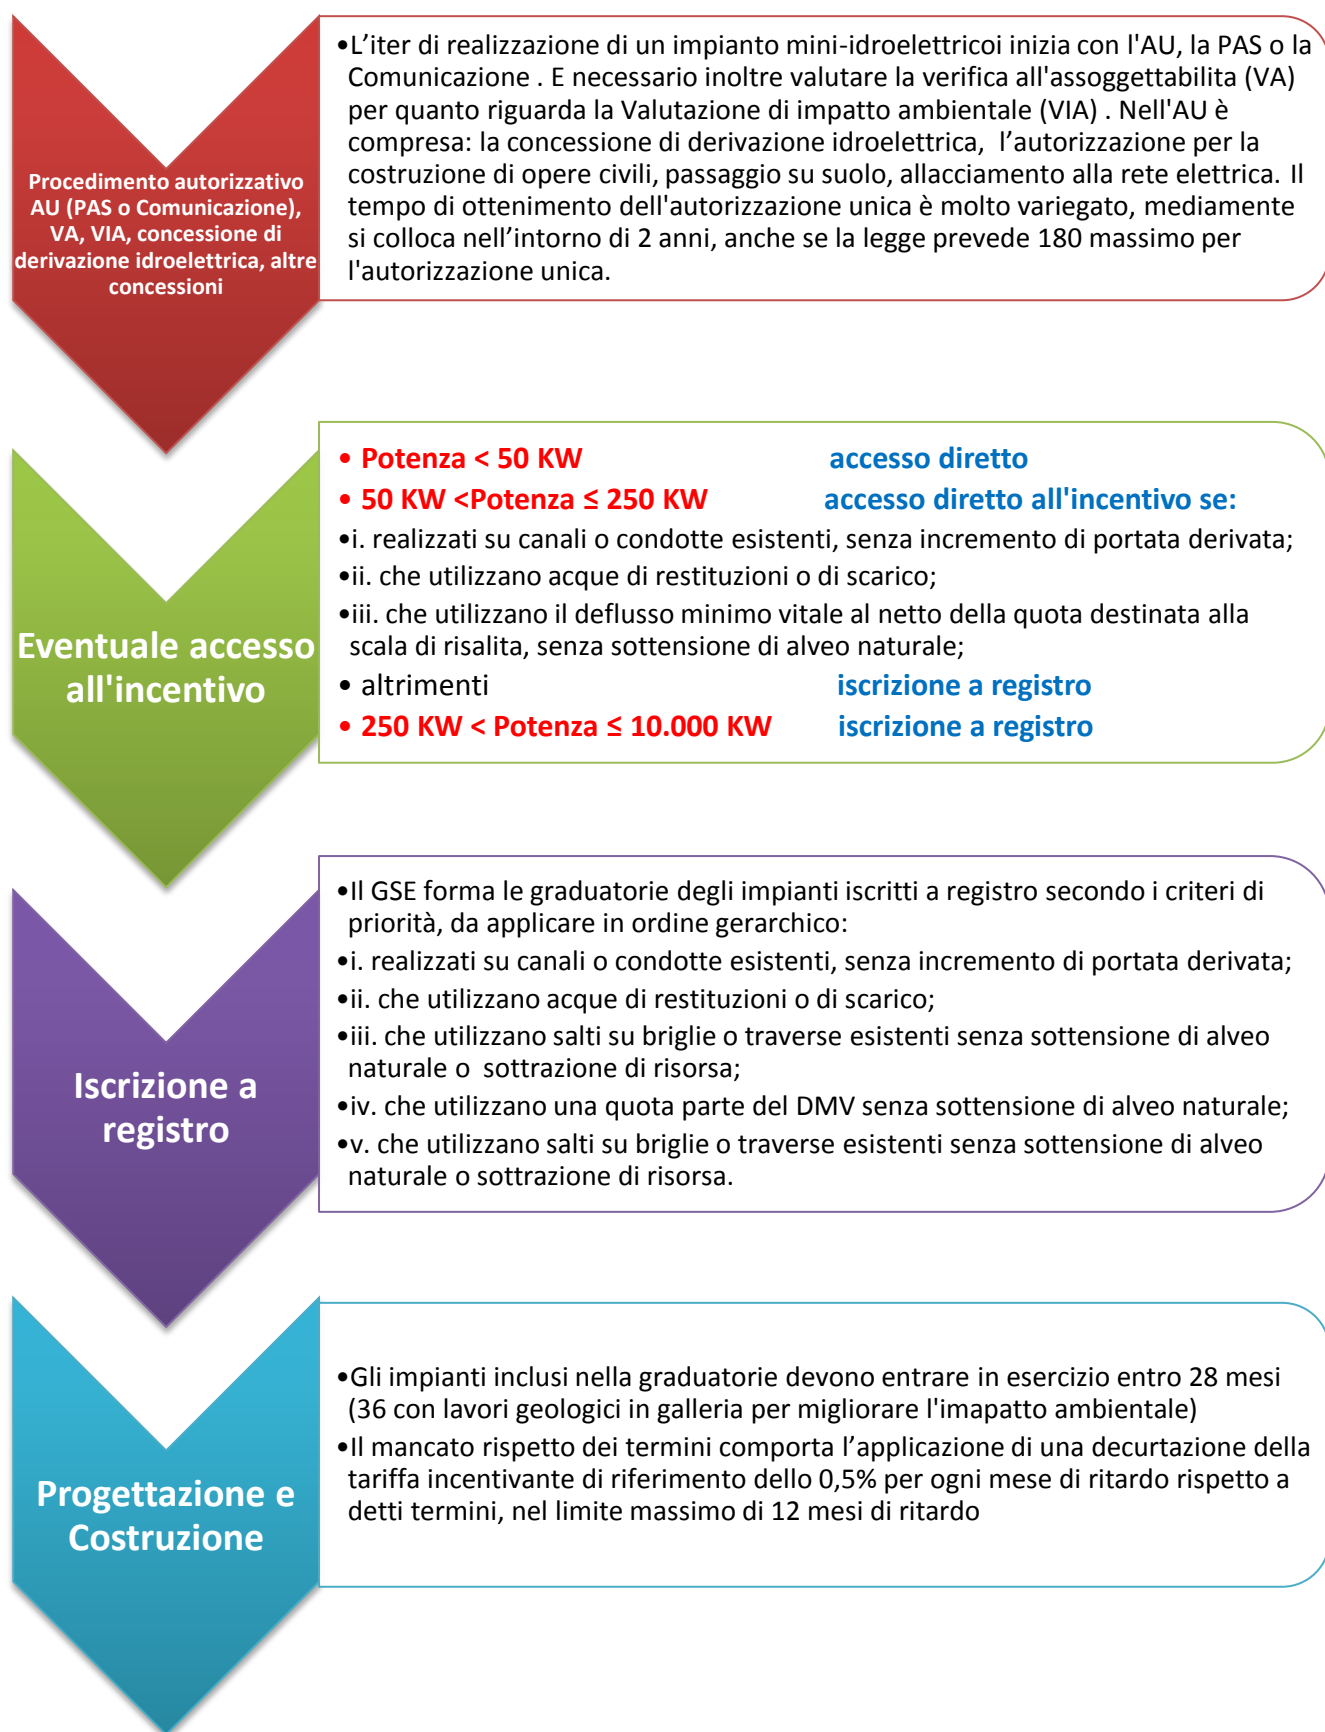 Procedimento autorizzativo
AU (PAS o Comunicazione),
VA, VIA, concessione di
derivazione idroelettrica, altre
concessioni
•L’iter di realizzazione di un impianto mini-idroelettricoi inizia con l'AU, la PAS o la
Comunicazione . E necessario inoltre valutare la verifica all'assoggettabilita (VA)
per quanto riguarda la Valutazione di impatto ambientale (VIA) . Nell'AU è
compresa: la concessione di derivazione idroelettrica, l’autorizzazione per la
costruzione di opere civili, passaggio su suolo, allacciamento alla rete elettrica. Il
tempo di ottenimento dell'autorizzazione unica è molto variegato, mediamente
si colloca nell’intorno di 2 anni, anche se la legge prevede 180 massimo per
l'autorizzazione unica.
Eventuale accesso
all'incentivo
• Potenza < 50 KW accesso diretto
• 50 KW <Potenza ≤ 250 KW accesso diretto all'incentivo se:
•i. realizzati su canali o condotte esistenti, senza incremento di portata derivata;
•ii. che utilizzano acque di restituzioni o di scarico;
•iii. che utilizzano il deflusso minimo vitale al netto della quota destinata alla
scala di risalita, senza sottensione di alveo naturale;
• altrimenti iscrizione a registro
• 250 KW < Potenza ≤ 10.000 KW iscrizione a registro
Iscrizione a
registro
•Il GSE forma le graduatorie degli impianti iscritti a registro secondo i criteri di
priorità, da applicare in ordine gerarchico:
•i. realizzati su canali o condotte esistenti, senza incremento di portata derivata;
•ii. che utilizzano acque di restituzioni o di scarico;
•iii. che utilizzano salti su briglie o traverse esistenti senza sottensione di alveo
naturale o sottrazione di risorsa;
•iv. che utilizzano una quota parte del DMV senza sottensione di alveo naturale;
•v. che utilizzano salti su briglie o traverse esistenti senza sottensione di alveo
naturale o sottrazione di risorsa.
Progettazione e
Costruzione
•Gli impianti inclusi nella graduatorie devono entrare in esercizio entro 28 mesi
(36 con lavori geologici in galleria per migliorare l'imapatto ambientale)
•Il mancato rispetto dei termini comporta l’applicazione di una decurtazione della
tariffa incentivante di riferimento dello 0,5% per ogni mese di ritardo rispetto a
detti termini, nel limite massimo di 12 mesi di ritardo